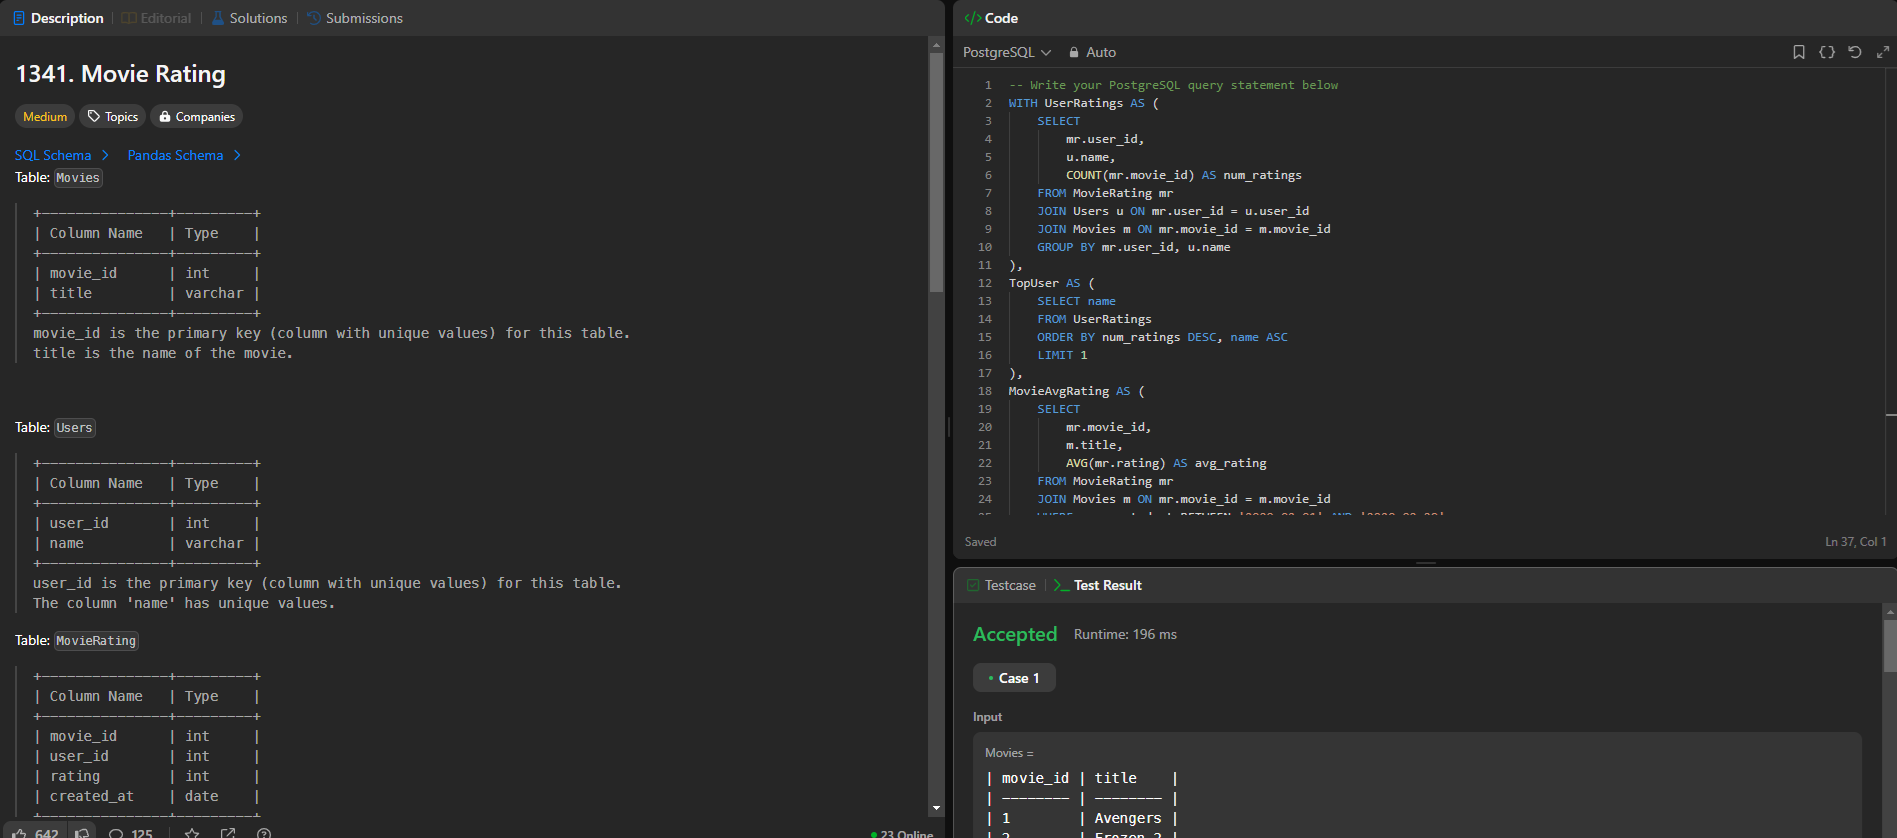 Description
Editorial
Solutions
Submissions
1341. Movie Rating
Medium
Topics
Companies
SQL Schema
Pandas Schema
Table: Movies
+---------------+---------+
| Column Name   | Type    |
+---------------+---------+
| movie_id      | int     |
| title         | varchar |
+---------------+---------+
movie_id is the primary key (column with unique values) for this table.
title is the name of the movie.
Table: Users
+---------------+---------+
| Column Name   | Type    |
+---------------+---------+
| user_id       | int     |
| name          | varchar |
+---------------+---------+
user_id is the primary key (column with unique values) for this table.
The column 'name' has unique values.
Table: MovieRating
+---------------+---------+
| Column Name   | Type    |
+---------------+---------+
| movie_id      | int     |
| user_id       | int     |
| rating        | int     |
| created_at    | date    |
+---------------+---------+
642
125
23 Online
Code
PostgreSQL
Auto
1 -- Write your PostgreSQL query statement below
2 WITH UserRatings AS (
3     SELECT
4         mr.user_id,
5         u.name,
6         COUNT(mr.movie_id) AS num_ratings
7     FROM MovieRating mr
8     JOIN Users u ON mr.user_id = u.user_id
9     JOIN Movies m ON mr.movie_id = m.movie_id
10     GROUP BY mr.user_id, u.name
11 ),
12 TopUser AS (
13     SELECT name
14     FROM UserRatings
15     ORDER BY num_ratings DESC, name ASC
16     LIMIT 1
17 ),
18 MovieAvgRating AS (
19     SELECT
20         mr.movie_id,
21         m.title,
22         AVG(mr.rating) AS avg_rating
23     FROM MovieRating mr
24     JOIN Movies m ON mr.movie_id = m.movie_id
Saved
Ln 37, Col 1
Testcase
Test Result
Accepted
Runtime: 196 ms
Case 1
Input
Movies =
| movie_id | title    |
| -------- | -------- |
| 1        | Avengers |
| 2        | Frozen 2 |